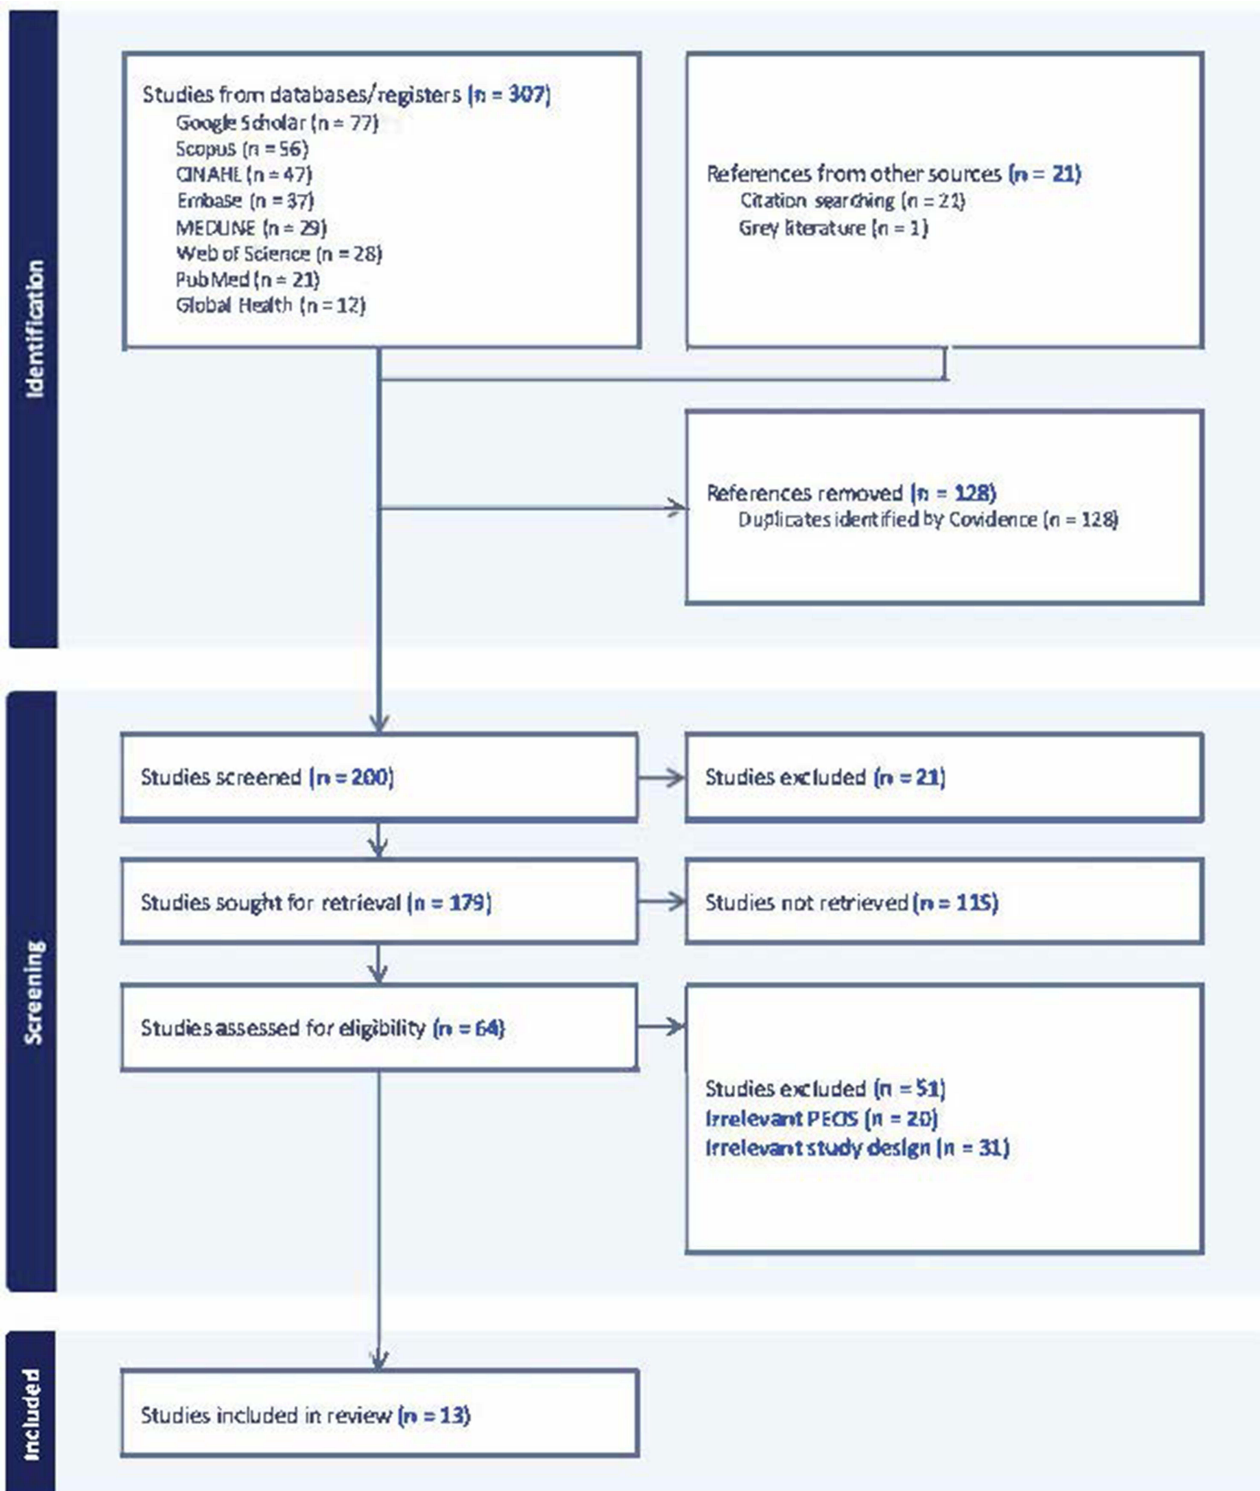 Identification
Studies from databases/registers (n = 307)
Google Scholar (n = 77)
Scopus (n = 56)
CINAHL (n = 47)
Embase (n = 37)
MEDLINE (n = 29)
Web of Science (n = 28)
PubMed (n = 21)
Global Health (n = 12)
References from other sources (n = 21)
Citation searching (n = 21)
Grey literature (n = 1)
References removed (n = 128)
Duplicates identified by Covidence (n = 128)
Screening
Studies screened (n = 200)
Studies excluded (n = 21)
Studies sought for retrieval (n = 179)
Studies not retrieved (n = 115)
Studies assessed for eligibility (n = 64)
Studies excluded (n = 51)
Irrelevant PEOS (n = 20)
Irrelevant study design (n = 31)
Included
Studies included in review (n = 13)